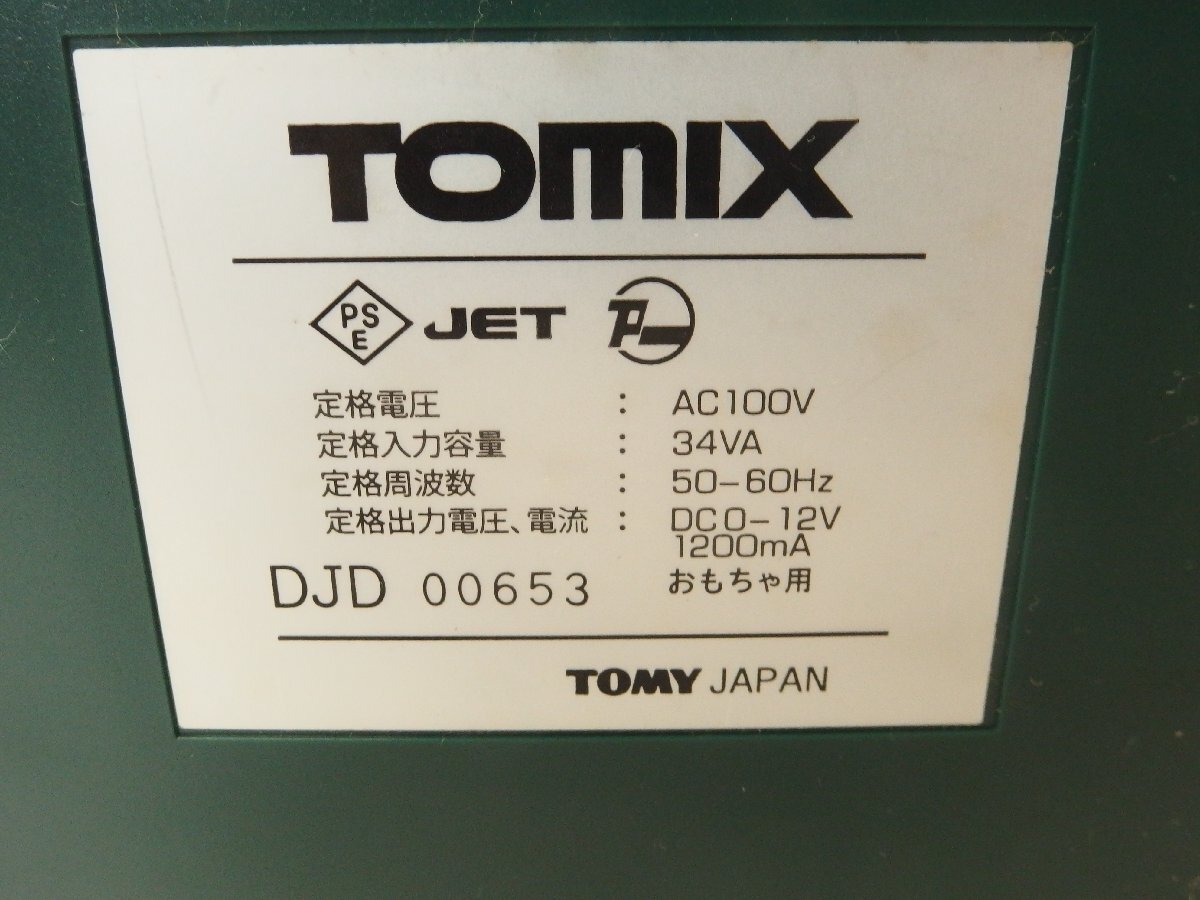 TOMIX
PS
E
JET
定格電圧 : AC100V
定格入力容量 : 34VA
定格周波数 : 50-60Hz
定格出力電圧、電流 : DC0-12V
1200mA
DJD 00653 おもちゃ用
TOMY JAPAN